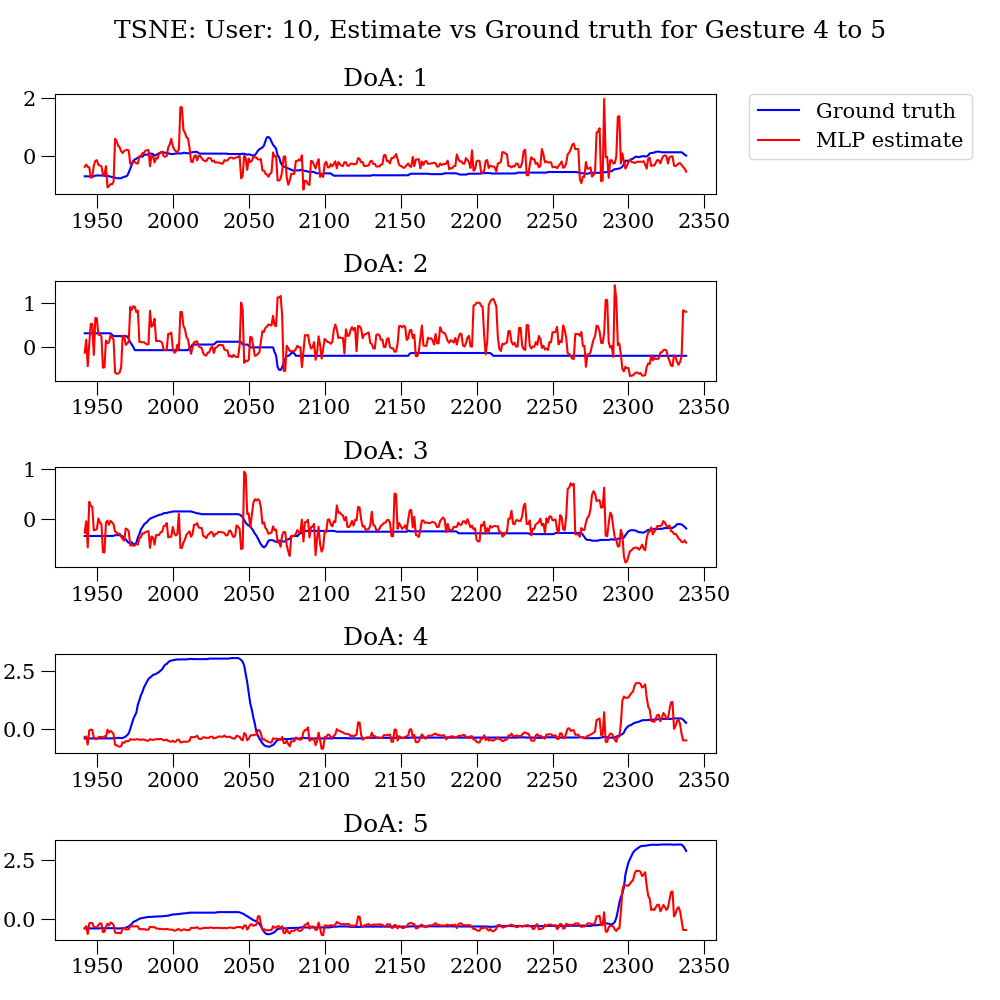 TSNE: User: 10, Estimate vs Ground truth for Gesture 4 to 5
DoA: 1
Ground truth
MLP estimate
2
0
1950 2000 2050 2100 2150 2200 2250 2300 2350
DoA: 2
1
0
1950 2000 2050 2100 2150 2200 2250 2300 2350
DoA: 3
1
0
1950 2000 2050 2100 2150 2200 2250 2300 2350
DoA: 4
2.5
0.0
1950 2000 2050 2100 2150 2200 2250 2300 2350
DoA: 5
2.5
0.0
1950 2000 2050 2100 2150 2200 2250 2300 2350